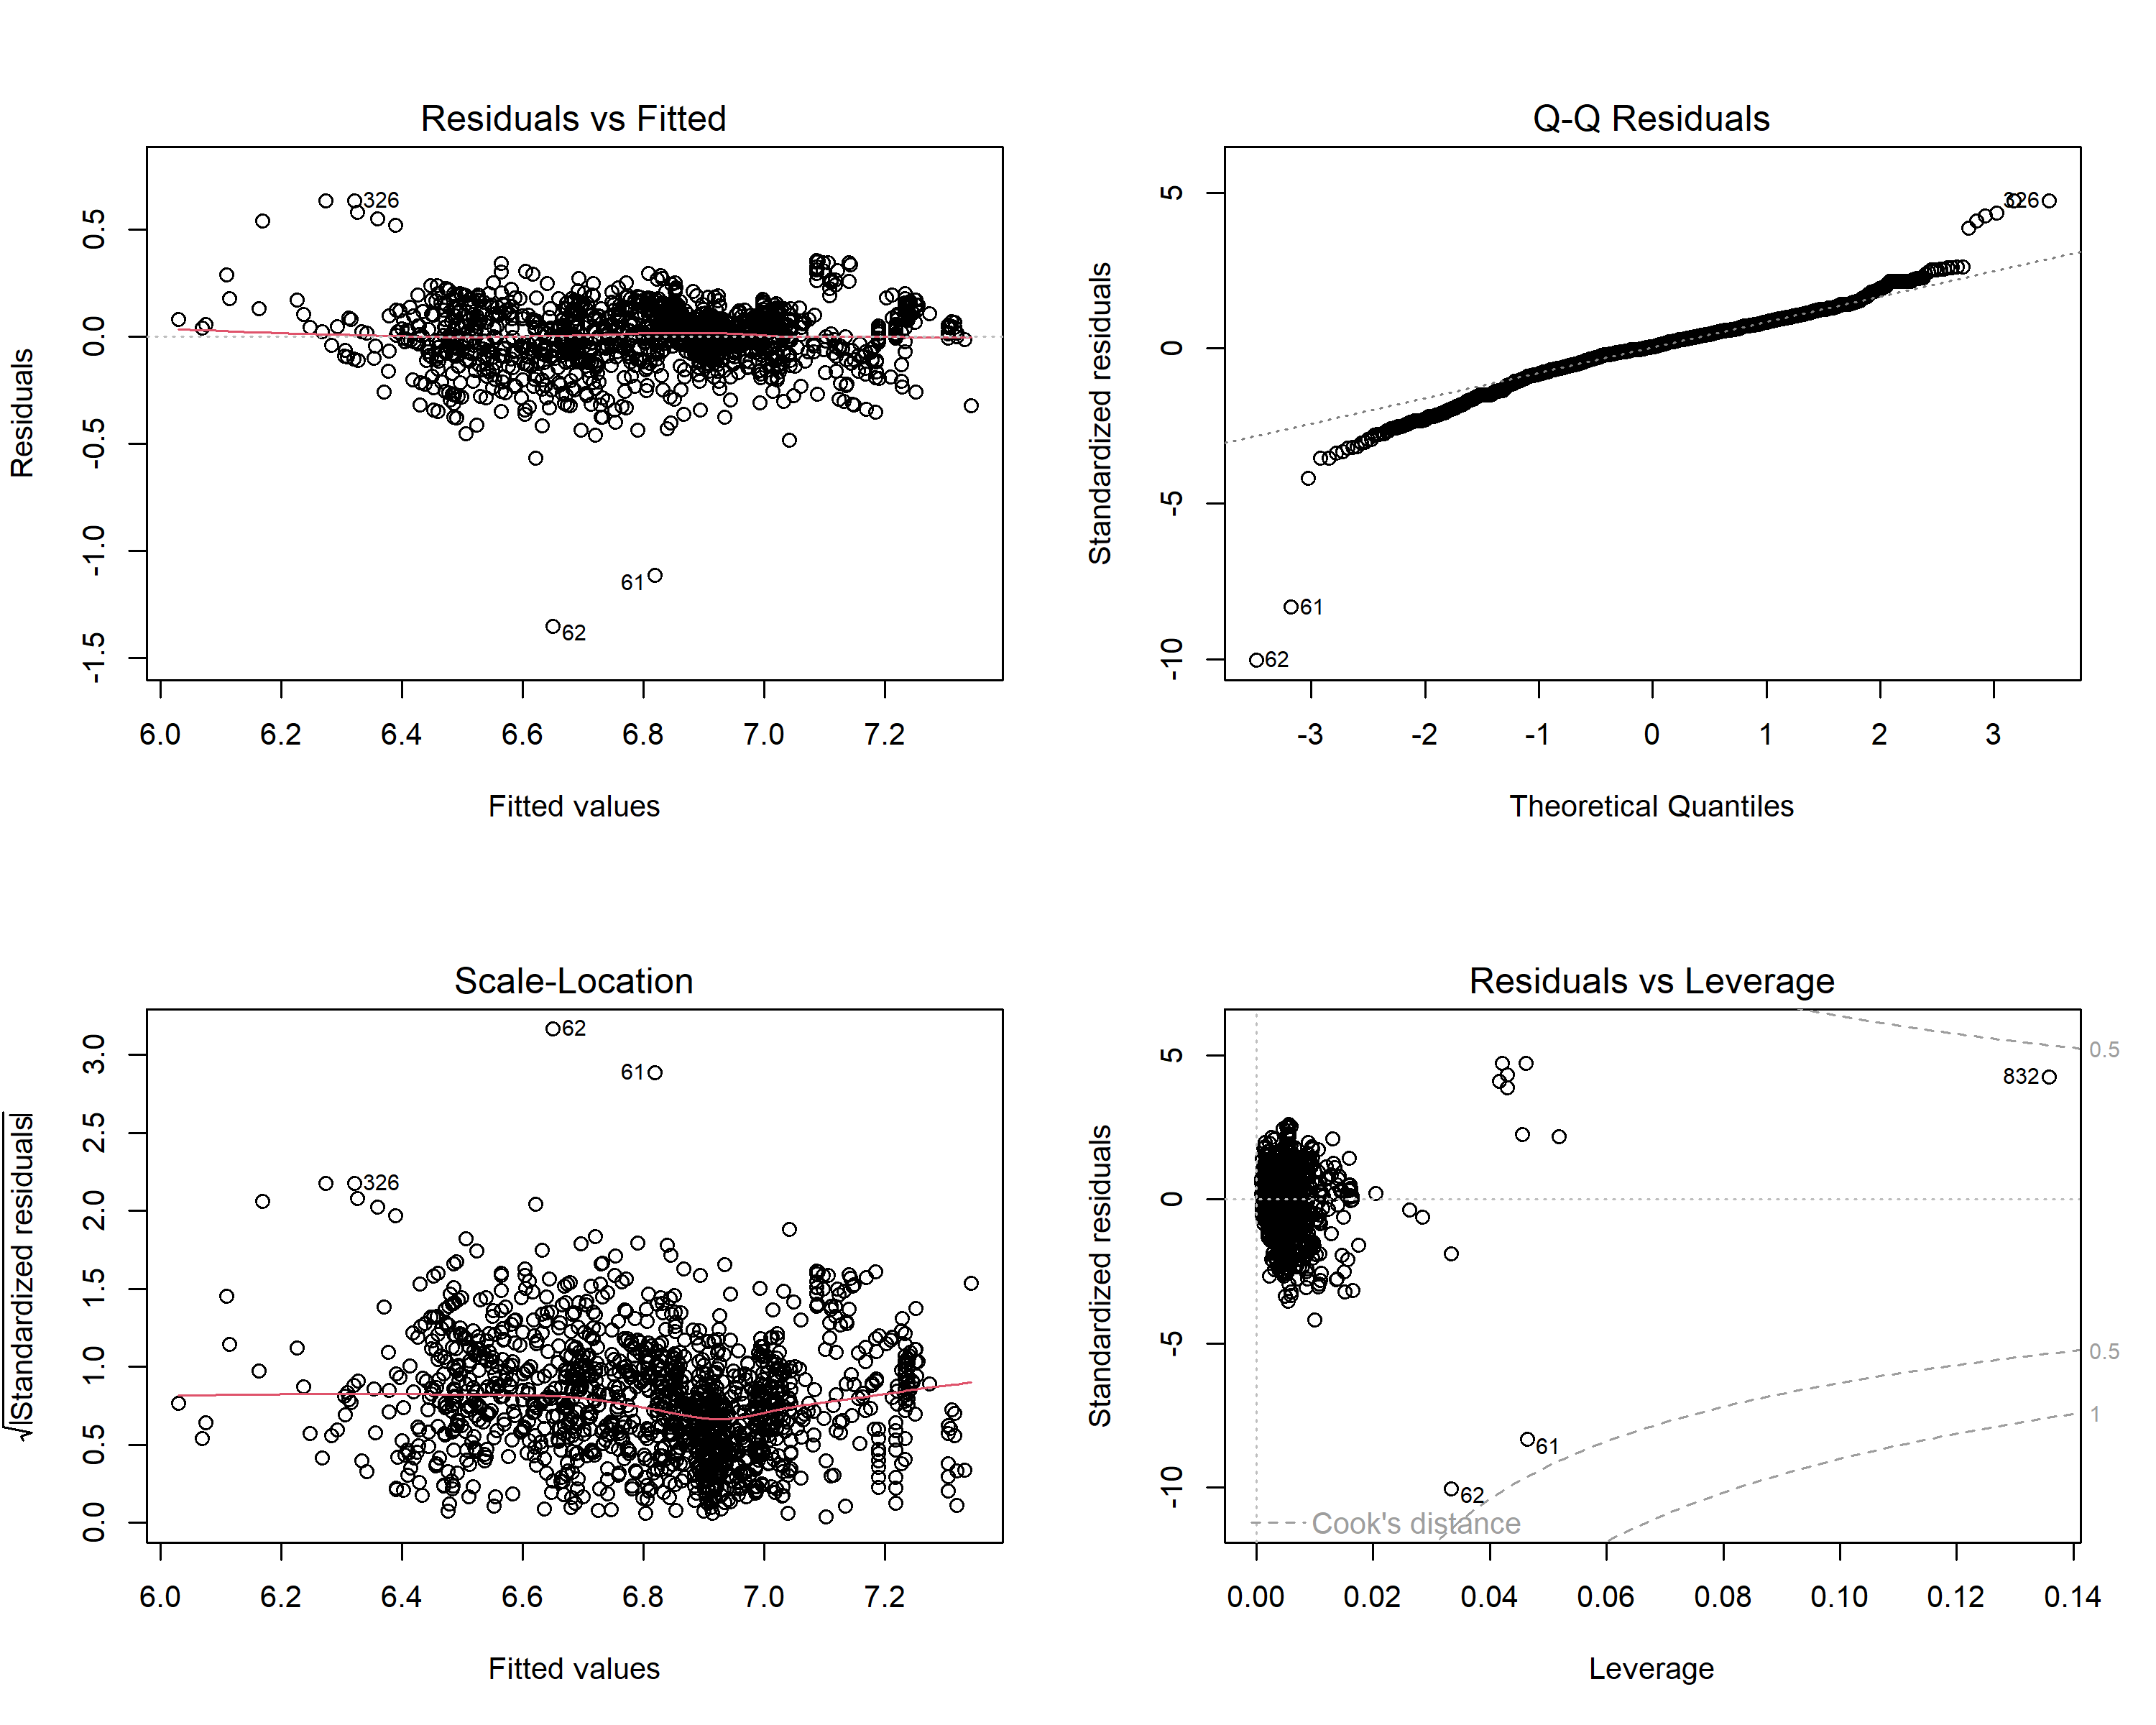 Residuals vs Fitted
Residuals
0.5
0.0
-0.5
-1.0
-1.5
326
61
62
6.0 6.2 6.4 6.6 6.8 7.0 7.2
Fitted values
Q-Q Residuals
Standardized residuals
5
0
-5
-10
326
61
62
-3 -2 -1 0 1 2 3
Theoretical Quantiles
Scale-Location
√|Standardized residuals|
3.0
2.5
2.0
1.5
1.0
0.5
0.0
62
61
326
6.0 6.2 6.4 6.6 6.8 7.0 7.2
Fitted values
Residuals vs Leverage
Standardized residuals
5
0
-5
-10
0.5
832
0.5
1
61
62
Cook's distance
0.00 0.02 0.04 0.06 0.08 0.10 0.12 0.14
Leverage